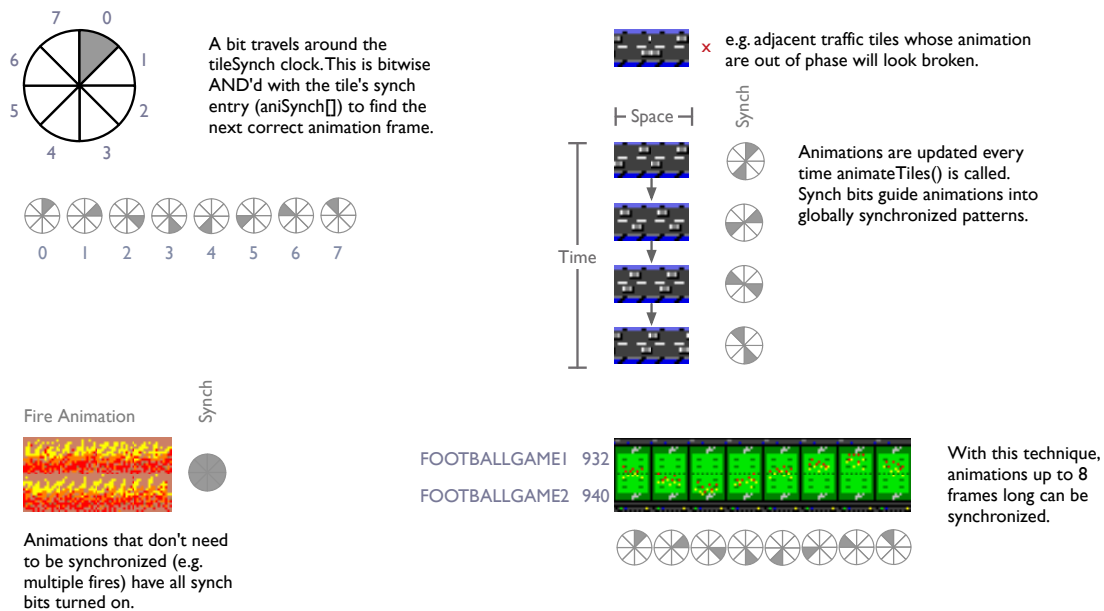 7 0
6 1
5 2
4 3
A bit travels around the
tileSynch clock. This is bitwise
AND'd with the tile's synch
entry (aniSynch[]) to find the
next correct animation frame.
0 1 2 3 4 5 6 7
x
e.g. adjacent traffic tiles whose animation
are out of phase will look broken.
Space
Synch
Time
Animations are updated every
time animateTiles() is called.
Synch bits guide animations into
globally synchronized patterns.
Fire Animation
Synch
Animations that don't need
to be synchronized (e.g.
multiple fires) have all synch
bits turned on.
FOOTBALLGAME1 932
FOOTBALLGAME2 940
With this technique,
animations up to 8
frames long can be
synchronized.